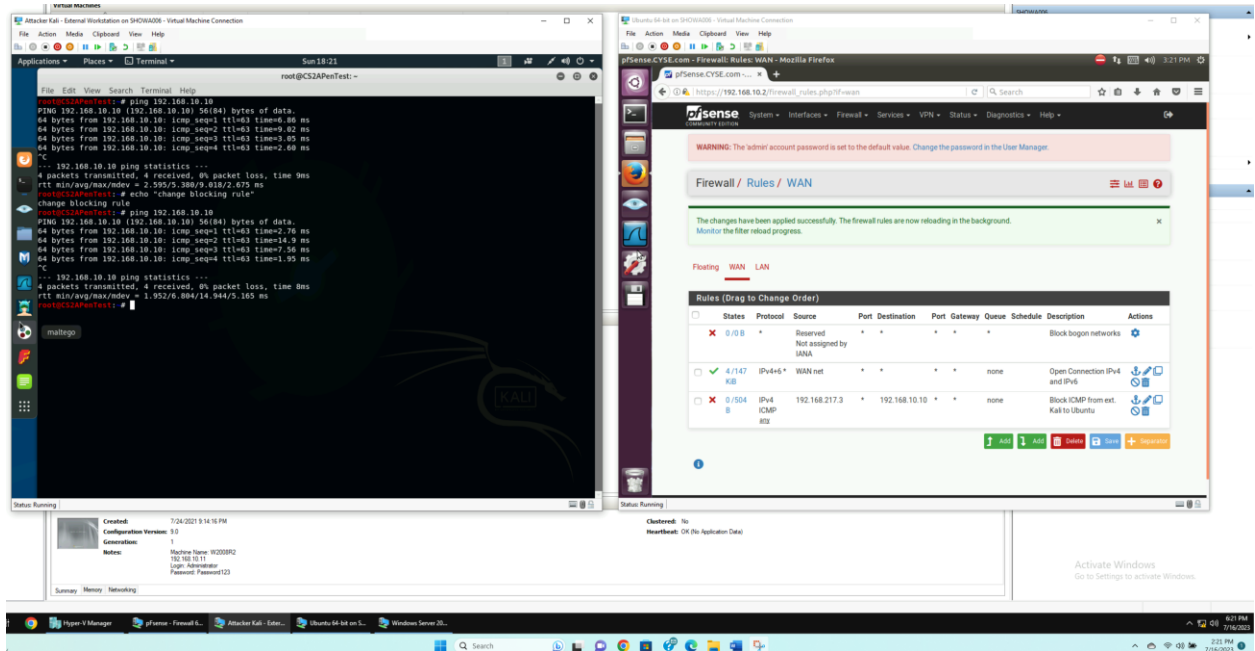 Virtual Machines
SHOWA006
Attacker Kali - External Workstation on SHOWA006 - Virtual Machine Connection
File Action Media Clipboard View Help
Applications Places Terminal Sun 18:21 1
root@CS2APenTest: ~
File Edit View Search Terminal Help
root@CS2APenTest: # ping 192.168.10.10
PING 192.168.10.10 (192.168.10.10) 56(84) bytes of data.
64 bytes from 192.168.10.10: icmp_seq=1 ttl=63 time=6.86 ms
64 bytes from 192.168.10.10: icmp_seq=2 ttl=63 time=9.02 ms
64 bytes from 192.168.10.10: icmp_seq=3 ttl=63 time=3.05 ms
64 bytes from 192.168.10.10: icmp_seq=4 ttl=63 time=2.60 ms
^C
--- 192.168.10.10 ping statistics ---
4 packets transmitted, 4 received, 0% packet loss, time 9ms
rtt min/avg/max/mdev = 2.595/5.380/9.018/2.675 ms
root@CS2APenTest: # echo "change blocking rule"
change blocking rule
root@CS2APenTest: # ping 192.168.10.10
PING 192.168.10.10 (192.168.10.10) 56(84) bytes of data.
64 bytes from 192.168.10.10: icmp_seq=1 ttl=63 time=2.76 ms
64 bytes from 192.168.10.10: icmp_seq=2 ttl=63 time=14.9 ms
64 bytes from 192.168.10.10: icmp_seq=3 ttl=63 time=7.56 ms
64 bytes from 192.168.10.10: icmp_seq=4 ttl=63 time=1.95 ms
^C
--- 192.168.10.10 ping statistics ---
4 packets transmitted, 4 received, 0% packet loss, time 8ms
rtt min/avg/max/mdev = 1.952/6.804/14.944/5.165 ms
root@CS2APenTest: #
maltego
KALI
Status: Running
Ubuntu 64-bit on SHOWA006 - Virtual Machine Connection
File Action Media Clipboard View Help
pfSense.CYSE.com - Firewall: Rules: WAN - Mozilla Firefox 3:21 PM
pfSense.CYSE.com -...
https://192.168.10.2/firewall_rules.php?if=wan Search
pfsense COMMUNITY EDITION System Interfaces Firewall Services VPN Status Diagnostics Help
WARNING: The 'admin' account password is set to the default value. Change the password in the User Manager.
Firewall / Rules / WAN
The changes have been applied successfully. The firewall rules are now reloading in the background.
Monitor the filter reload progress.
Floating WAN LAN
Rules (Drag to Change Order)
States Protocol Source Port Destination Port Gateway Queue Schedule Description Actions
0 /0 B * Reserved Not assigned by IANA * * * * * Block bogon networks
4 /147 KiB IPv4+6 * WAN net * * * * none Open Connection IPv4 and IPv6
0 /504 B IPv4 ICMP any 192.168.217.3 * 192.168.10.10 * * none Block ICMP from ext. Kali to Ubuntu
Add Add Delete Save Separator
Status: Running
Created: 7/24/2021 9:14:16 PM
Configuration Version: 9.0
Generation: 1
Notes: Machine Name: W2008R2
192.168.10.11
Login: Administrator
Password: Password123
Clustered: No
Heartbeat: OK (No Application Data)
Summary Memory Networking
Activate Windows
Go to Settings to activate Windows.
Hyper-V Manager pfsense - Firewall 6... Attacker Kali - Exter... Ubuntu 64-bit on S... Windows Server 20...
6:21 PM
7/16/2023
Search
2:21 PM
7/16/2023